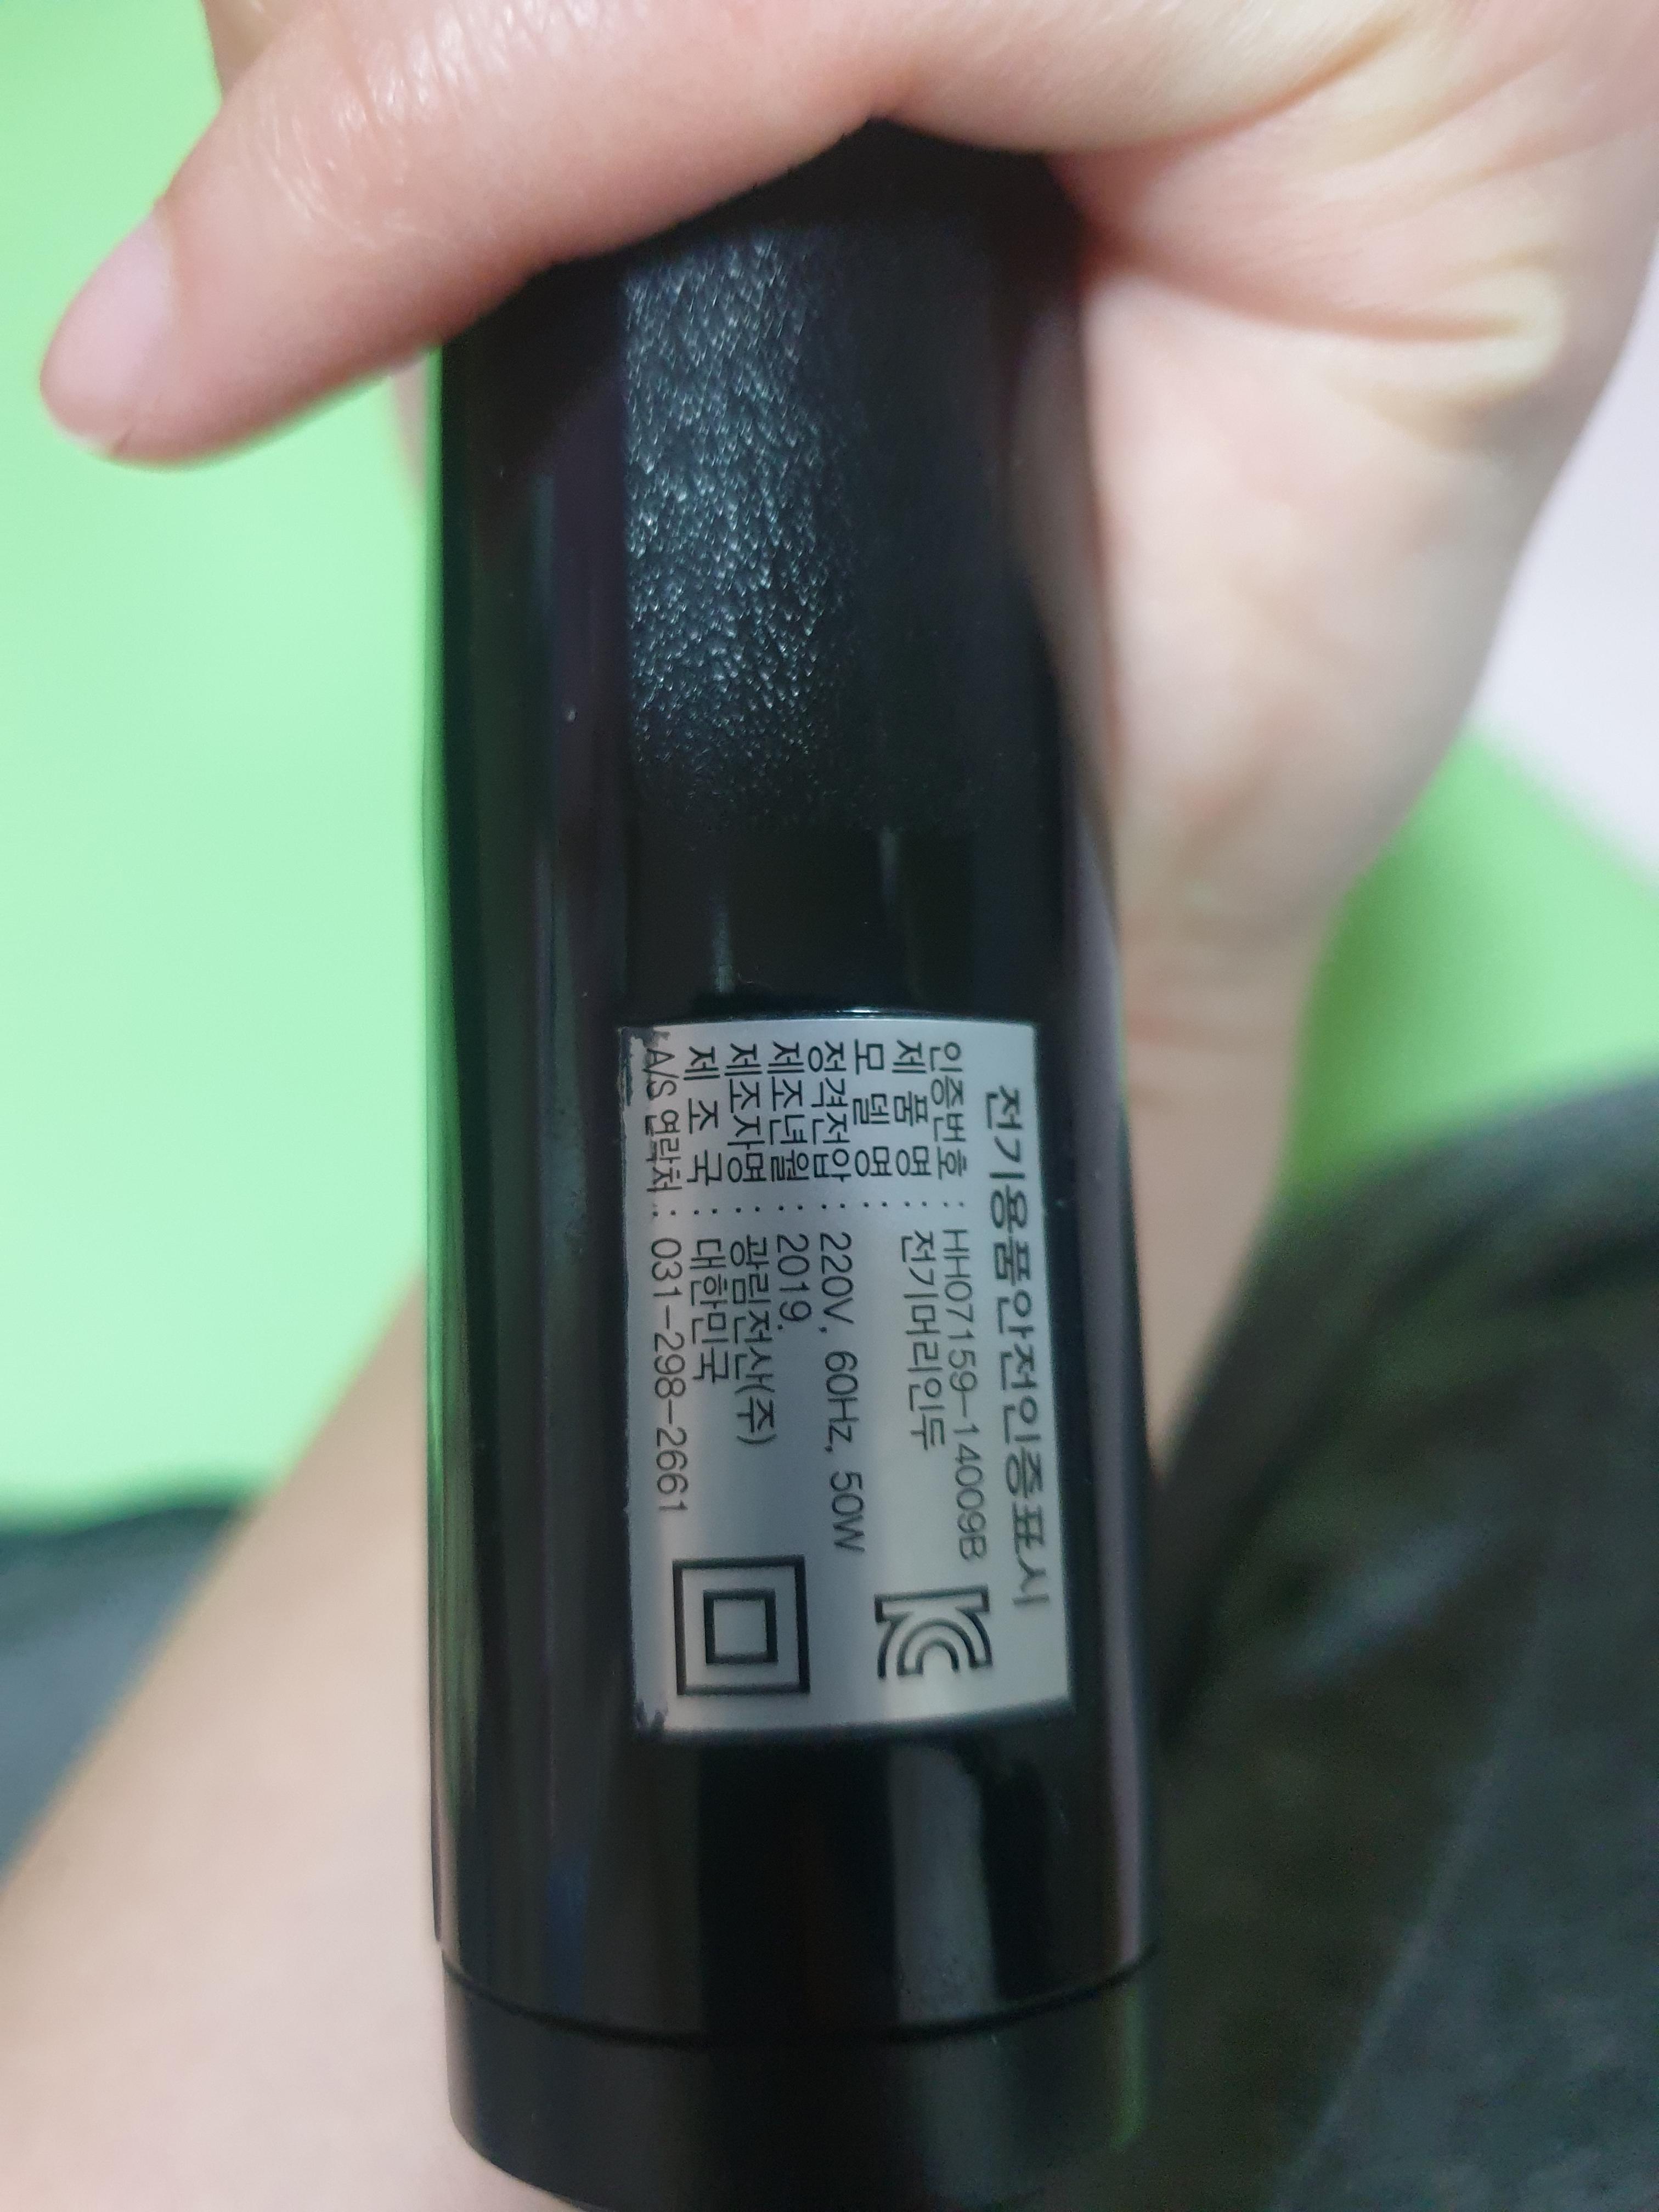 전기용품안전인증표시
인증번호 : HH07159-14009B
제 품 명 : 전기머리인두
모 델 명 :
정격전압 : 220V, 60Hz, 50W
제조년월 : 2019.
제조자명 : 광림전산(주)
제 조 국 : 대한민국
A/S 연락처 : 031-298-2661